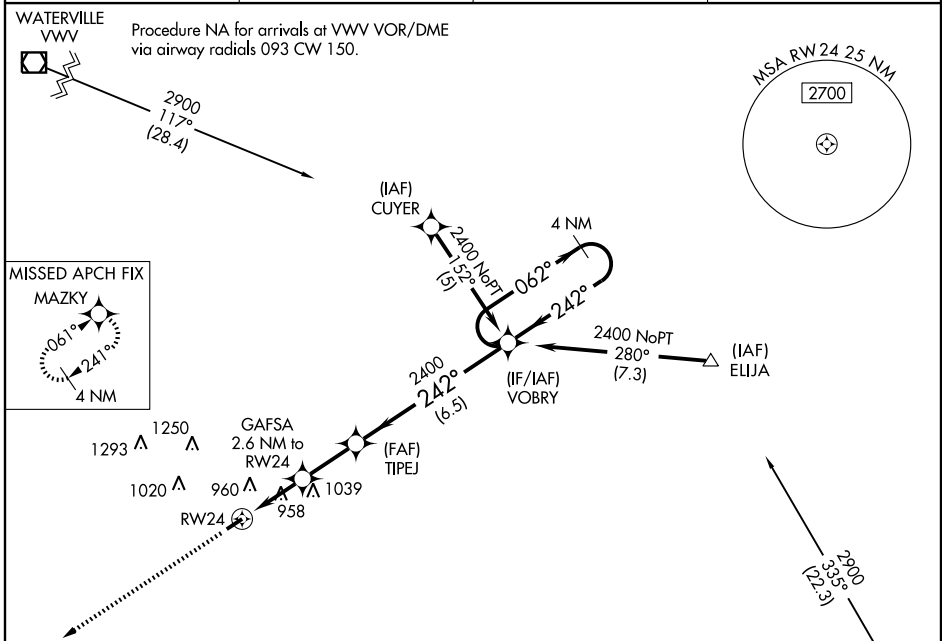 WATERVILLE
VWV
Procedure NA for arrivals at VWV VOR/DME
via airway radials 093 CW 150.
MSA RW 24 25 NM
2700
2900
117°
(28.4)
(IAF)
CUYER
2400 NoPT
152°
(5)
4 NM
062°
242°
MISSED APCH FIX
MAZKY
061°
241°
4 NM
2400 NoPT
280°
(7.3)
(IAF)
ELIJA
(IF/IAF)
VOBRY
2400
242°
(6.5)
(FAF)
TIPEJ
GAFSA
2.6 NM to
RW24
1293
1250
1020
960
958
1039
RW24
2900
335°
(22.3)